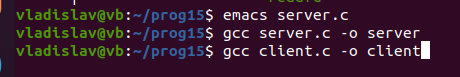 vladislav@vb:~/prog15$ emacs server.c
vladislav@vb:~/prog15$ gcc server.c -o server
vladislav@vb:~/prog15$ gcc client.c -o client